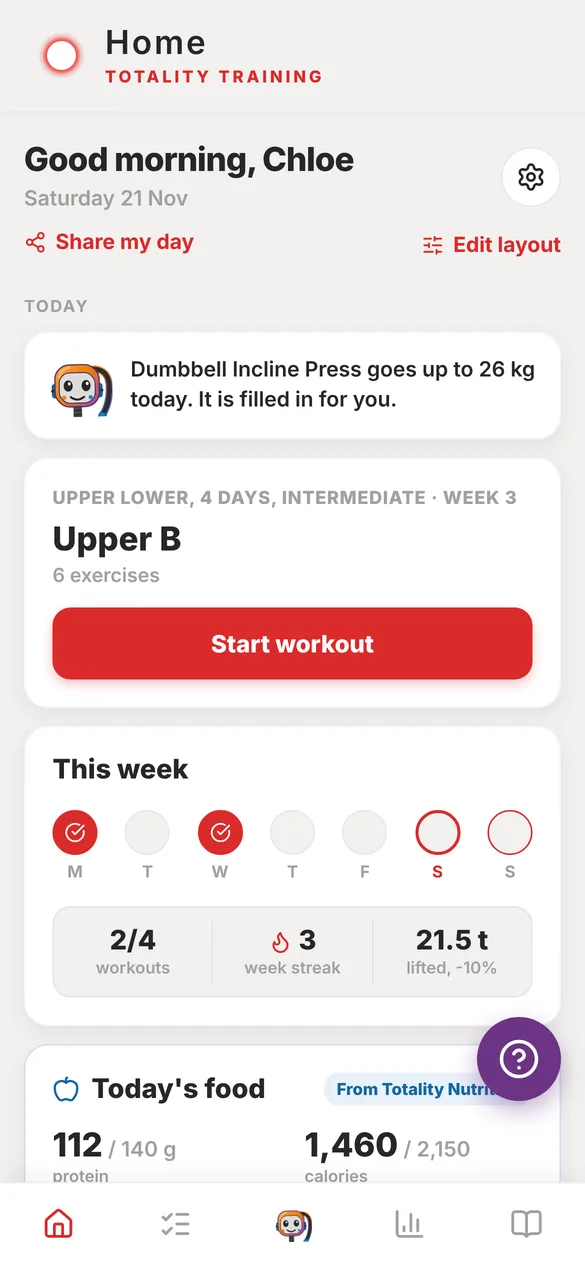 Home
TOTALITY TRAINING
Good morning, Chloe
Saturday 21 Nov
Share my day
Edit layout
TODAY
Dumbbell Incline Press goes up to 26 kg
today. It is filled in for you.
UPPER LOWER, 4 DAYS, INTERMEDIATE · WEEK 3
Upper B
6 exercises
Start workout
This week
M T W T F S S
2/4 3 21.5 t
workouts week streak lifted, -10%
Today's food
From Totality
112 / 140 g 1,460 / 2,150
protein calories